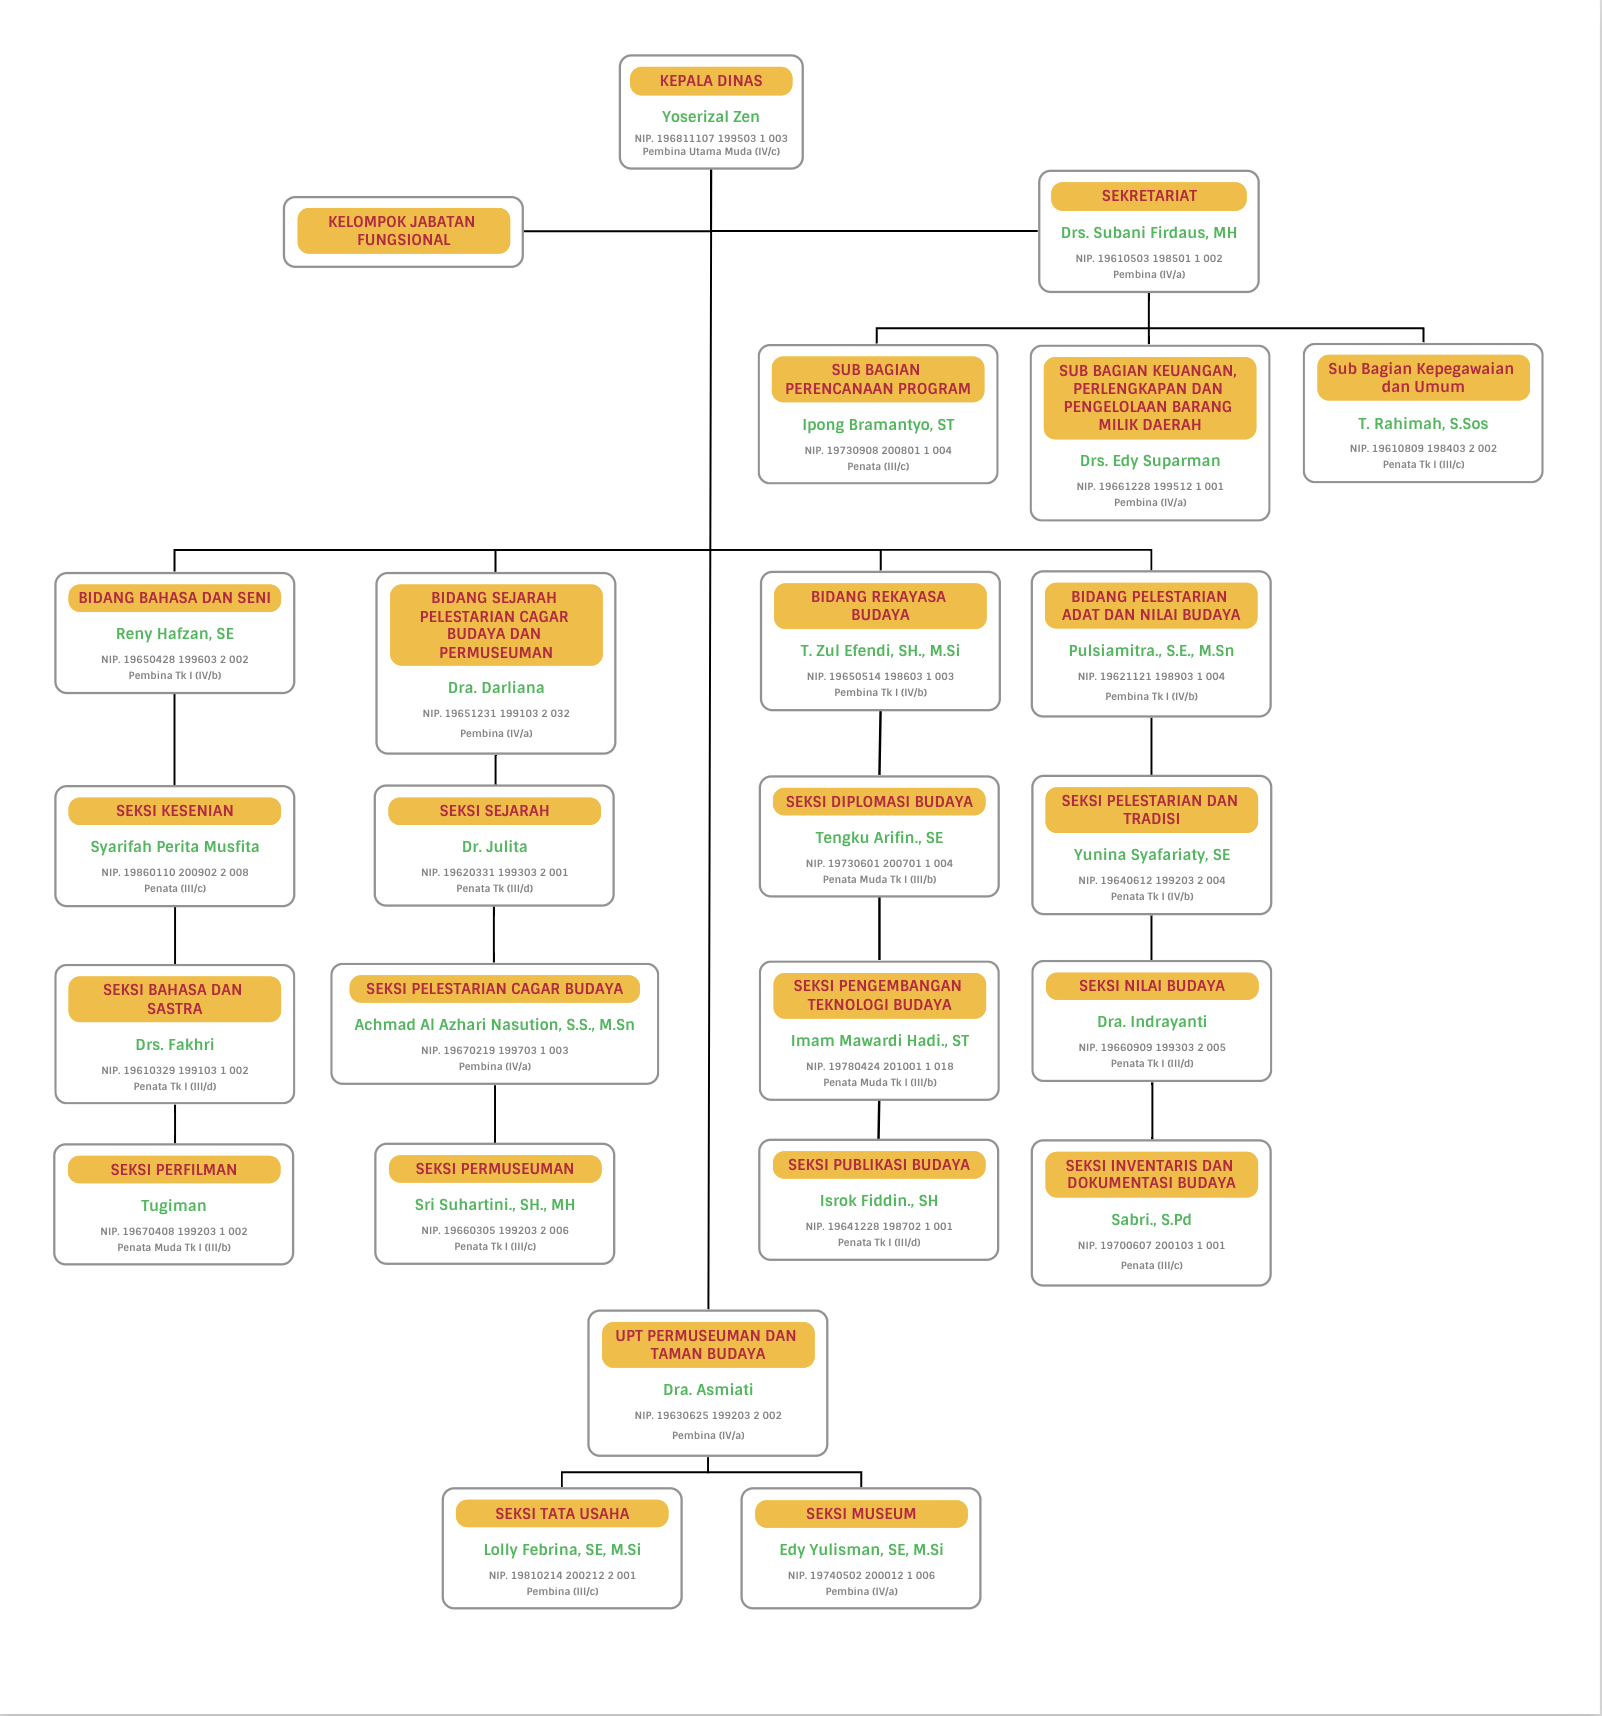 KEPALA DINAS
Yoserizal Zen
NIP. 196811107 199503 1 003
Pembina Utama Muda (IV/c)
KELOMPOK JABATAN
FUNGSIONAL
SEKRETARIAT
Drs. Subani Firdaus, MH
NIP. 19610503 198501 1 002
Pembina (IV/a)
SUB BAGIAN
PERENCANAAN PROGRAM
Ipong Bramantyo, ST
NIP. 19730908 200801 1 004
Penata (III/c)
SUB BAGIAN KEUANGAN,
PERLENGKAPAN DAN
PENGELOLAAN BARANG
MILIK DAERAH
Drs. Edy Suparman
NIP. 19661228 199512 1 001
Pembina (IV/a)
Sub Bagian Kepegawaian
dan Umum
T. Rahimah, S.Sos
NIP. 19610809 198403 2 002
Penata Tk I (III/c)
BIDANG BAHASA DAN SENI
Reny Hafzan, SE
NIP. 19650428 199603 2 002
Pembina Tk I (IV/b)
BIDANG SEJARAH
PELESTARIAN CAGAR
BUDAYA DAN
PERMUSEUMAN
Dra. Darliana
NIP. 19651231 199103 2 032
Pembina (IV/a)
BIDANG REKAYASA
BUDAYA
T. Zul Efendi, SH., M.Si
NIP. 19650514 198603 1 003
Pembina Tk I (IV/b)
BIDANG PELESTARIAN
ADAT DAN NILAI BUDAYA
Pulsiamitra., S.E., M.Sn
NIP. 19621121 198903 1 004
Pembina Tk I (IV/b)
SEKSI KESENIAN
Syarifah Perita Musfita
NIP. 19860110 200902 2 008
Penata (III/c)
SEKSI SEJARAH
Dr. Julita
NIP. 19620331 199303 2 001
Penata Tk (III/d)
SEKSI DIPLOMASI BUDAYA
Tengku Arifin., SE
NIP. 19730601 200701 1 004
Penata Muda Tk I (III/b)
SEKSI PELESTARIAN DAN
TRADISI
Yunina Syafariaty, SE
NIP. 19640612 199203 2 004
Penata Tk I (IV/b)
SEKSI BAHASA DAN
SASTRA
Drs. Fakhri
NIP. 19610329 199103 1 002
Penata Tk I (III/d)
SEKSI PELESTARIAN CAGAR BUDAYA
Achmad Al Azhari Nasution, S.S., M.Sn
NIP. 19670219 199703 1 003
Pembina (IV/a)
SEKSI PENGEMBANGAN
TEKNOLOGI BUDAYA
Imam Mawardi Hadi., ST
NIP. 19780424 201001 1 018
Penata Muda Tk I (III/b)
SEKSI NILAI BUDAYA
Dra. Indrayanti
NIP. 19660909 199303 2 005
Penata Tk I (III/d)
SEKSI PERFILMAN
Tugiman
NIP. 19670408 199203 1 002
Penata Muda Tk I (III/b)
SEKSI PERMUSEUMAN
Sri Suhartini., SH., MH
NIP. 19660305 199203 2 006
Penata Tk I (III/c)
SEKSI PUBLIKASI BUDAYA
Isrok Fiddin., SH
NIP. 19641228 198702 1 001
Penata Tk I (III/d)
SEKSI INVENTARIS DAN
DOKUMENTASI BUDAYA
Sabri., S.Pd
NIP. 19700607 200103 1 001
Penata (III/c)
UPT PERMUSEUMAN DAN
TAMAN BUDAYA
Dra. Asmiati
NIP. 19630625 199203 2 002
Pembina (IV/a)
SEKSI TATA USAHA
Lolly Febrina, SE, M.Si
NIP. 19810214 200212 2 001
Pembina (III/c)
SEKSI MUSEUM
Edy Yulisman, SE, M.Si
NIP. 19740502 200012 1 006
Pembina (IV/a)